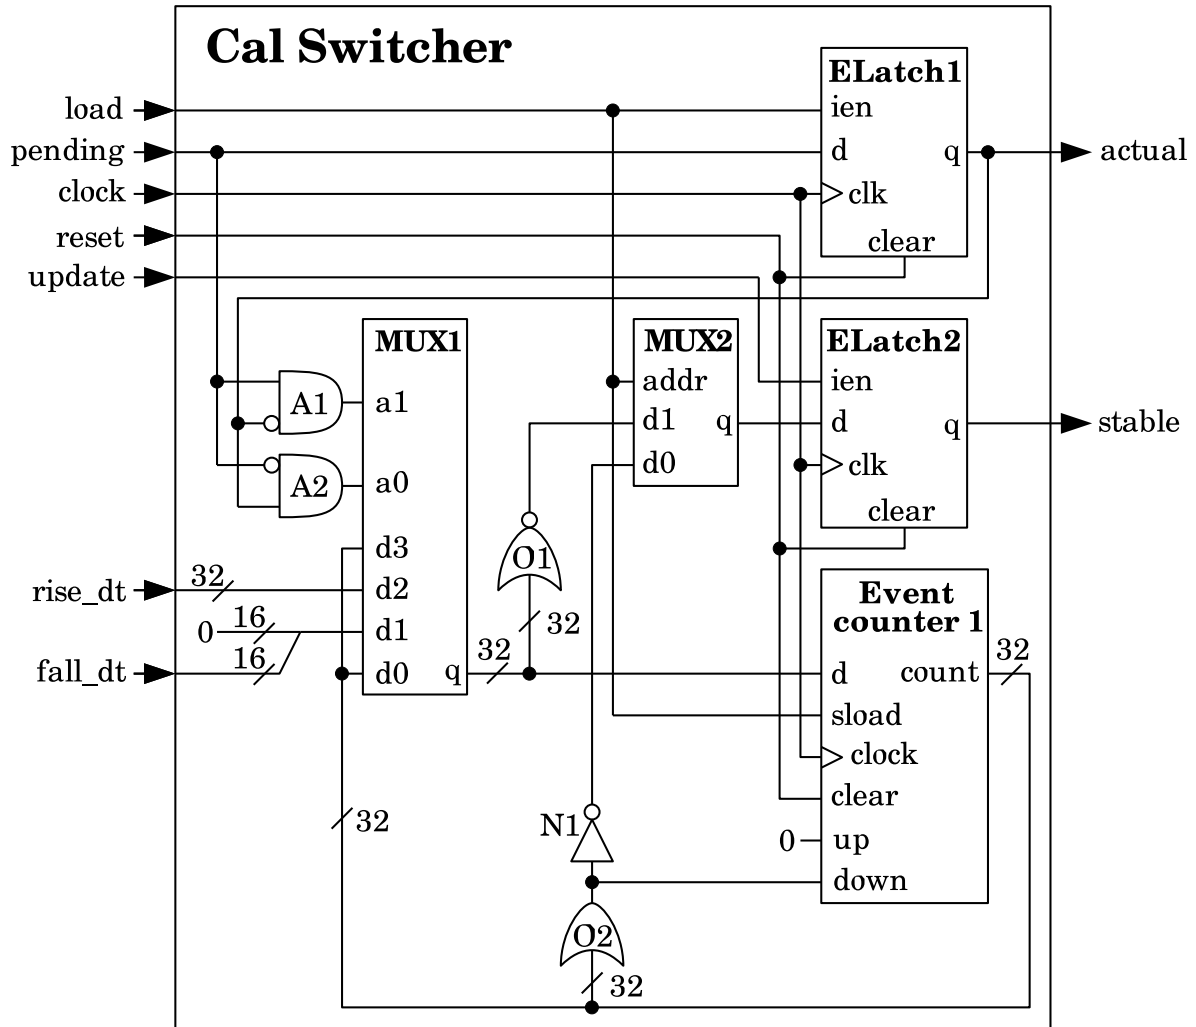 Cal Switcher
load
pending
clock
reset
update
rise_dt
fall_dt
32
0
16
16
A1
A2
MUX1
a1
a0
d3
d2
d1
d0
q
32
O1
32
MUX2
addr
d1
d0
q
ELatch1
ien
d
q
clk
clear
actual
ELatch2
ien
d
q
clk
clear
stable
Event
counter 1
count
32
d
sload
clock
clear
0
up
down
32
N1
O2
32